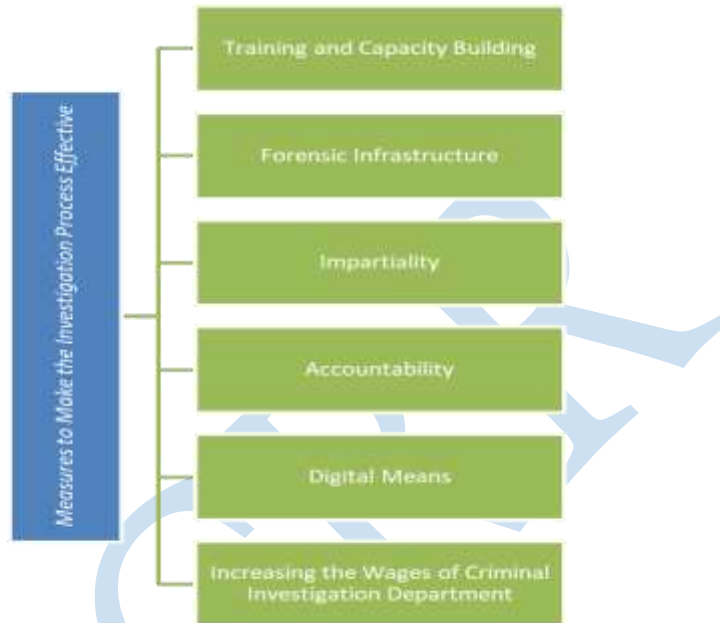 Measures to Make the Investigation Process Effective
Training and Capacity Building
Forensic Infrastructure
Impartiality
Accountability
Digital Means
Increasing the Wages of Criminal
Investigation Department